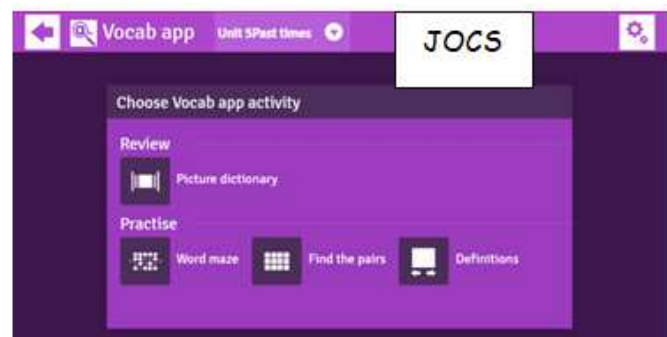 Vocab app Unit 5Past times
JOCS
Choose Vocab app activity
Review
Picture dictionary
Practise
Word maze Find the pairs Definitions